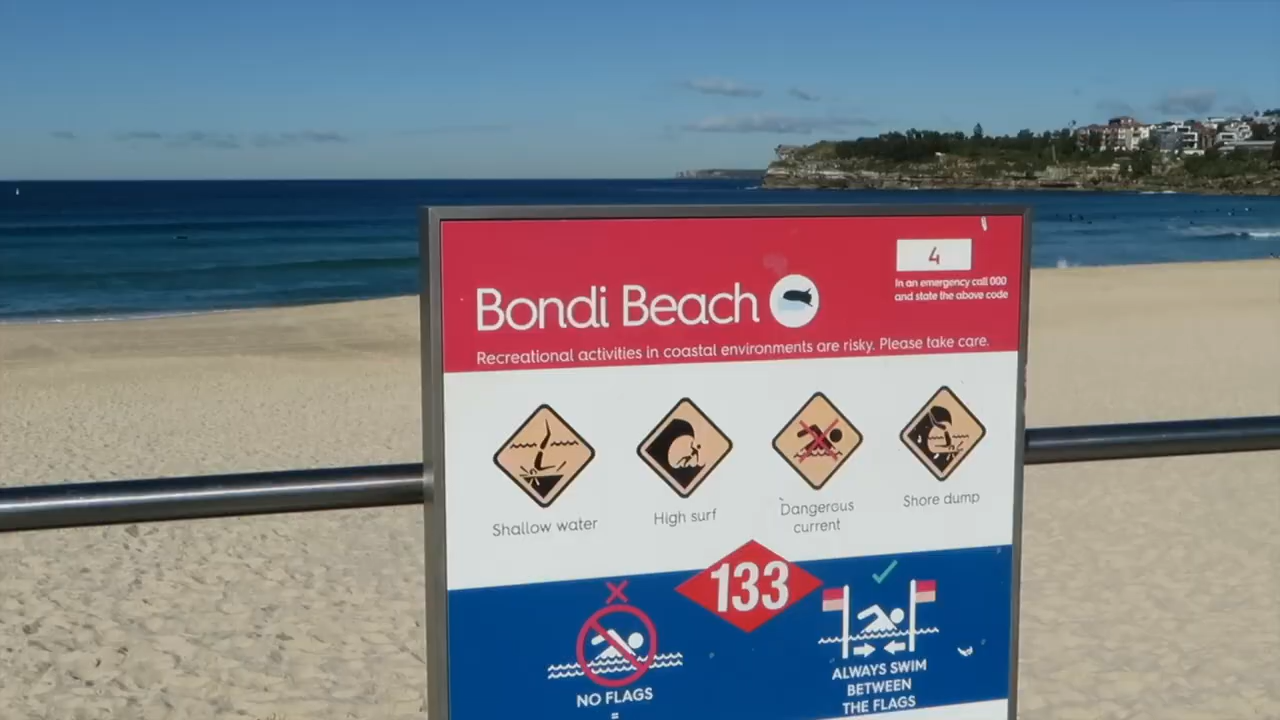 4
In an emergency call 000
and state the above code
Bondi Beach
Recreational activities in coastal environments are risky. Please take care.
Shallow water
High surf
Dangerous
current
Shore dump
133
NO FLAGS
=
ALWAYS SWIM
BETWEEN
THE FLAGS